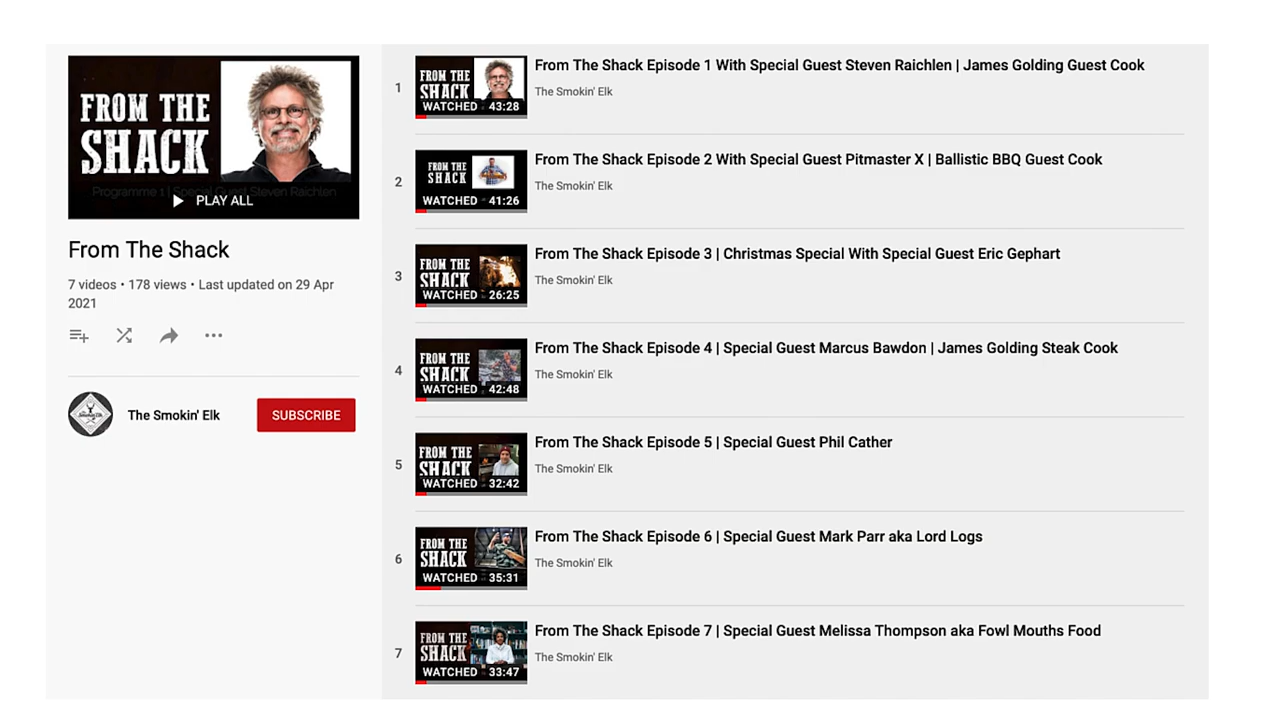 FROM THE
SHACK
Programme 1 | Special Guest Steven Raichlen
PLAY ALL
From The Shack
7 videos • 178 views • Last updated on 29 Apr
2021
The Smokin' Elk
SUBSCRIBE
1
FROM THE
SHACK
WATCHED 43:28
From The Shack Episode 1 With Special Guest Steven Raichlen | James Golding Guest Cook
The Smokin' Elk
2
FROM THE
SHACK
WATCHED 41:26
From The Shack Episode 2 With Special Guest Pitmaster X | Ballistic BBQ Guest Cook
The Smokin' Elk
3
FROM THE
SHACK
WATCHED 26:25
From The Shack Episode 3 | Christmas Special With Special Guest Eric Gephart
The Smokin' Elk
4
FROM THE
SHACK
WATCHED 42:48
From The Shack Episode 4 | Special Guest Marcus Bawdon | James Golding Steak Cook
The Smokin' Elk
5
FROM THE
SHACK
WATCHED 32:42
From The Shack Episode 5 | Special Guest Phil Cather
The Smokin' Elk
6
FROM THE
SHACK
WATCHED 35:31
From The Shack Episode 6 | Special Guest Mark Parr aka Lord Logs
The Smokin' Elk
7
FROM THE
SHACK
WATCHED 33:47
From The Shack Episode 7 | Special Guest Melissa Thompson aka Fowl Mouths Food
The Smokin' Elk